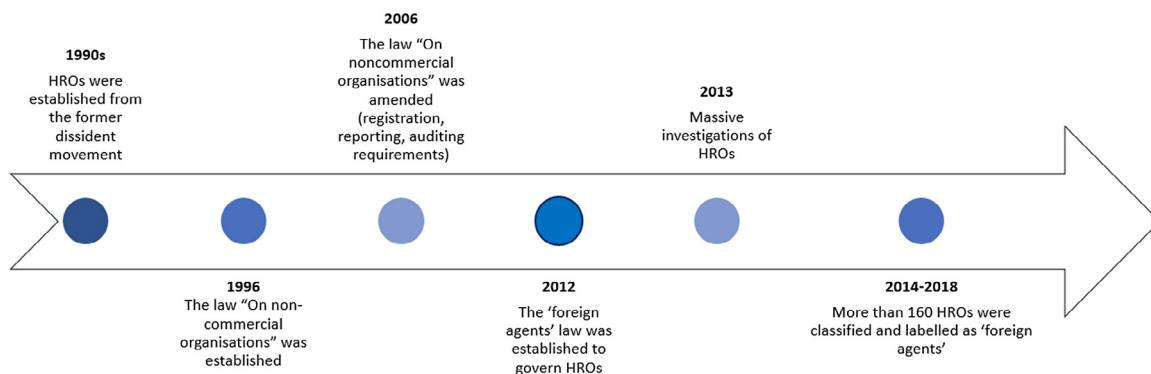 1990s
HROs were
established from
the former
dissident
movement
1996
The law “On non-
commercial
organisations” was
established
2006
The law “On
noncommercial
organisations” was
amended
(registration,
reporting, auditing
requirements)
2012
The ‘foreign
agents’ law was
established to
govern HROs
2013
Massive
investigations of
HROs
2014-2018
More than 160 HROs were
classified and labelled as ‘foreign
agents’